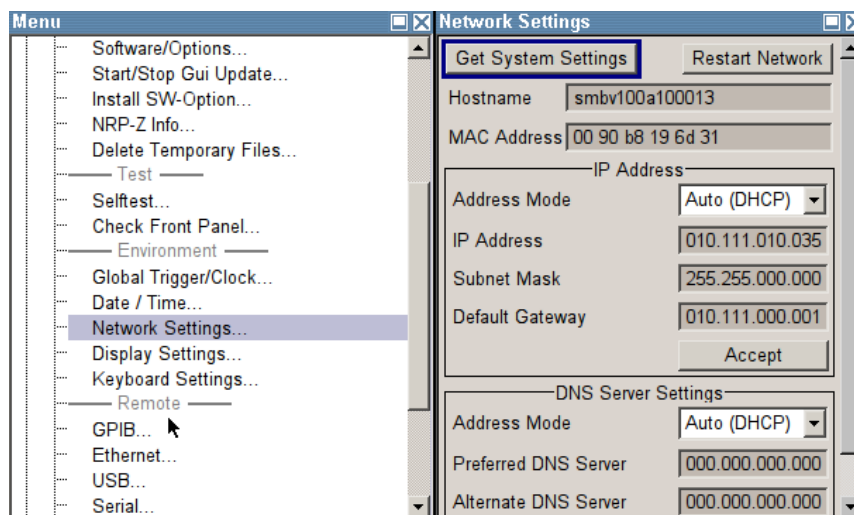 Menu
Software/Options...
Start/Stop Gui Update...
Install SW-Option...
NRP-Z Info...
Delete Temporary Files...
Test
Selftest...
Check Front Panel...
Environment
Global Trigger/Clock...
Date / Time...
Network Settings...
Display Settings...
Keyboard Settings...
Remote
GPIB...
Ethernet...
USB...
Serial...
Network Settings
Get System Settings Restart Network
Hostname smbv100a100013
MAC Address 00 90 b8 19 6d 31
IP Address
Address Mode Auto (DHCP)
IP Address 010.111.010.035
Subnet Mask 255.255.000.000
Default Gateway 010.111.000.001
Accept
DNS Server Settings
Address Mode Auto (DHCP)
Preferred DNS Server 000.000.000.000
Alternate DNS Server 000.000.000.000